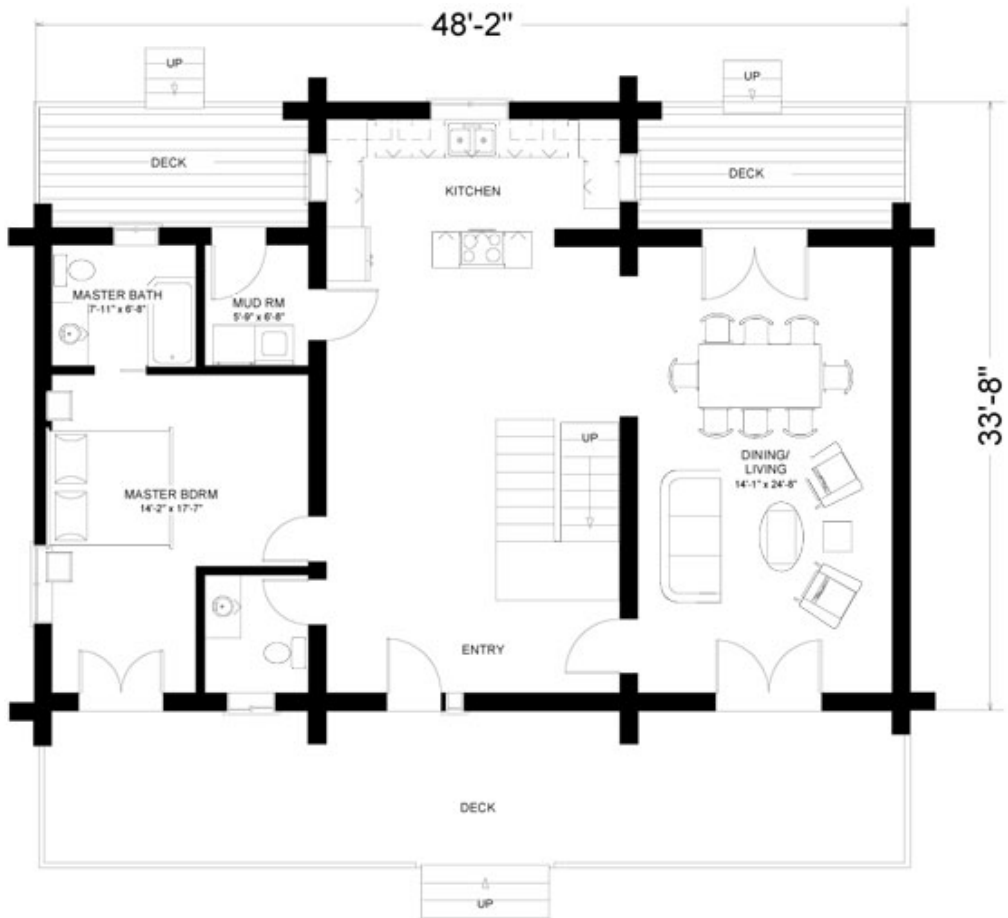 48'-2"
UP
UP
DECK
DECK
KITCHEN
MASTER BATH
7'-11" x 6'-8"
MUD RM
5'-9" x 6'-8"
33'-8"
UP
DINING/
LIVING
14'-1" x 24'-8"
MASTER BDRM
14'-2" x 17'-7"
ENTRY
DECK
UP